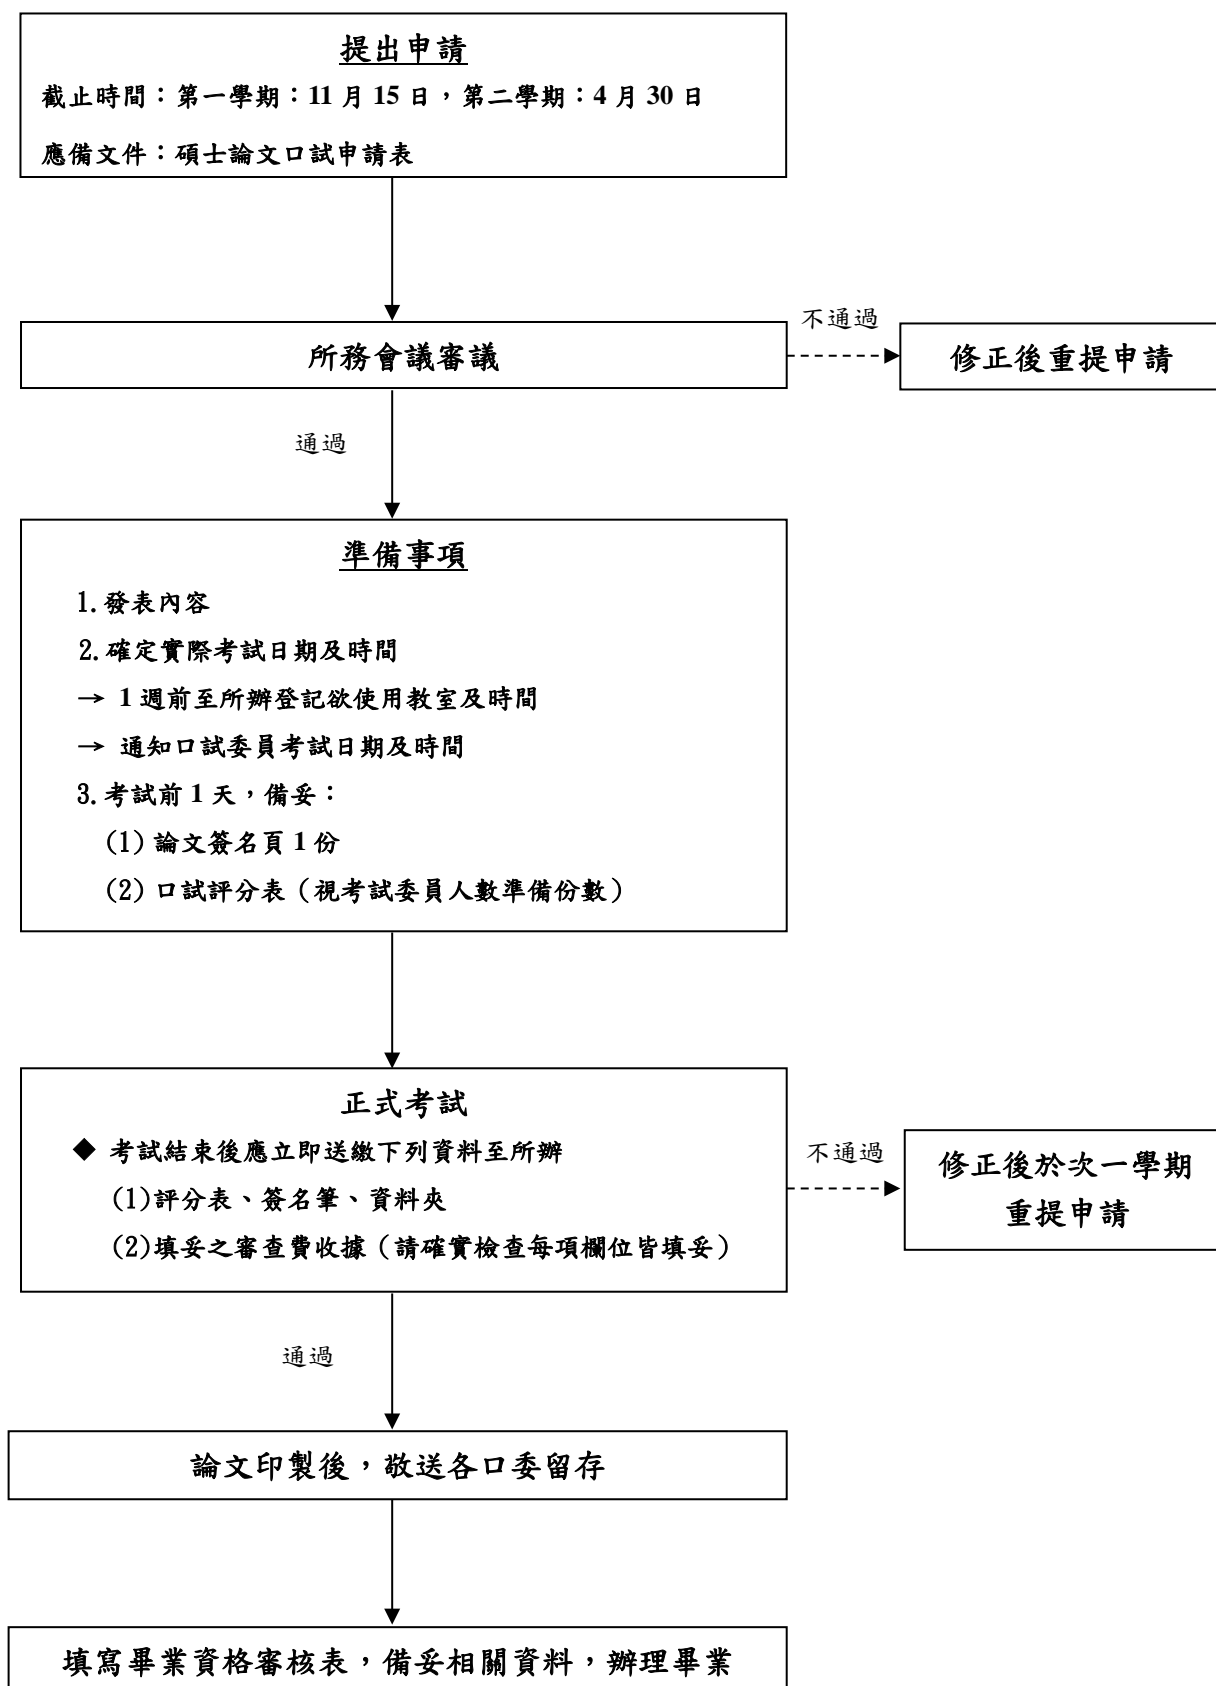 提出申請
截止時間：第一學期：11 月 15 日，第二學期：4 月 30 日
應備文件：碩士論文口試申請表
所務會議審議
不通過
修正後重提申請
通過
準備事項
1.發表內容
2.確定實際考試日期及時間
→ 1 週前至所辦登記欲使用教室及時間
→ 通知口試委員考試日期及時間
3.考試前 1 天，備妥：
(1)論文簽名頁 1 份
(2)口試評分表（視考試委員人數準備份數）
正式考試
◆ 考試結束後應立即送繳下列資料至所辦
(1)評分表、簽名筆、資料夾
(2)填妥之審查費收據（請確實檢查每項欄位皆填妥）
不通過
修正後於次一學期
重提申請
通過
論文印製後，敬送各口委留存
填寫畢業資格審核表，備妥相關資料，辦理畢業